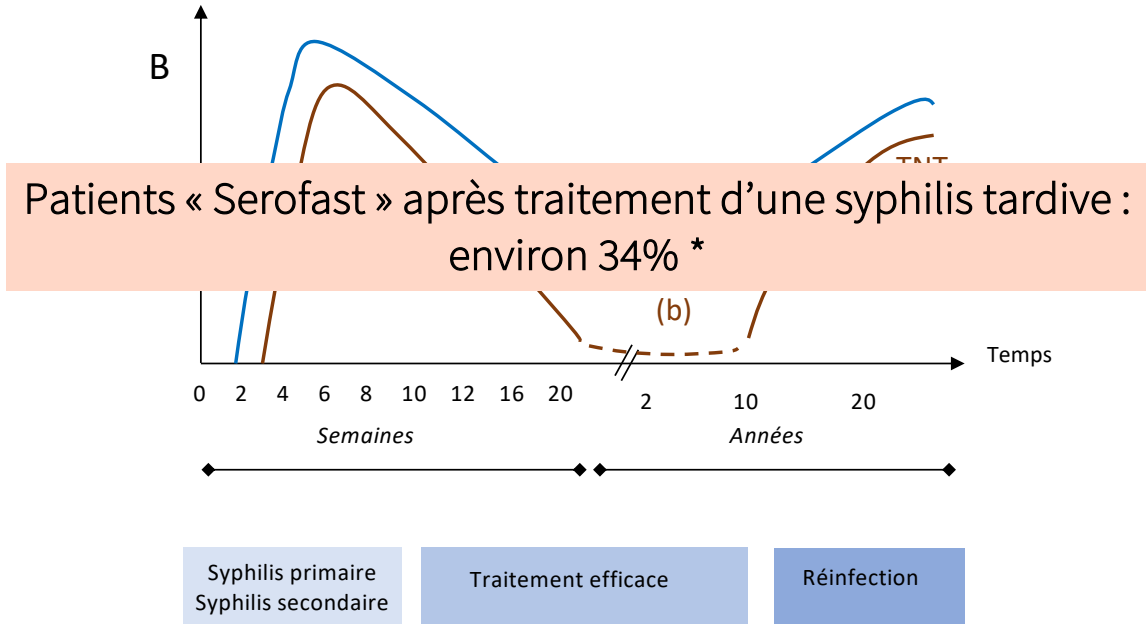 B
TNT
Patients « Serofast » après traitement d’une syphilis tardive :
environ 34% *
(b)
Temps
0 2 4 6 8 10 12 16 20 2 10 20
Semaines Années
Syphilis primaire
Syphilis secondaire
Traitement efficace
Réinfection